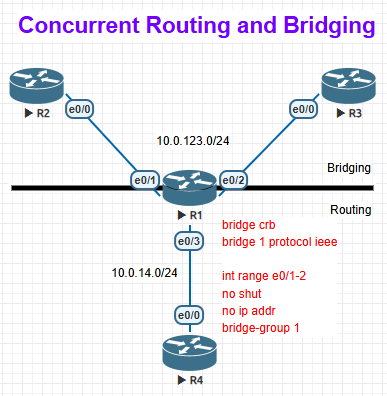 Concurrent Routing and Bridging
e0/0
R2
e0/0
R3
10.0.123.0/24
Bridging
e0/1
e0/2
Routing
R1
bridge crb
e0/3
bridge 1 protocol ieee
10.0.14.0/24
int range e0/1-2
no shut
no ip addr
e0/0
bridge-group 1
R4